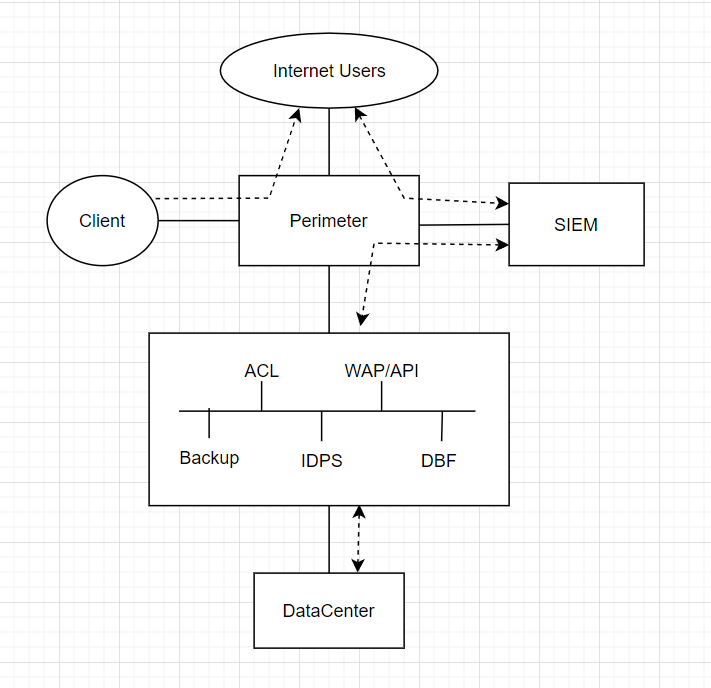 Internet Users
Client
Perimeter
SIEM
ACL
WAP/API
Backup
IDPS
DBF
DataCenter